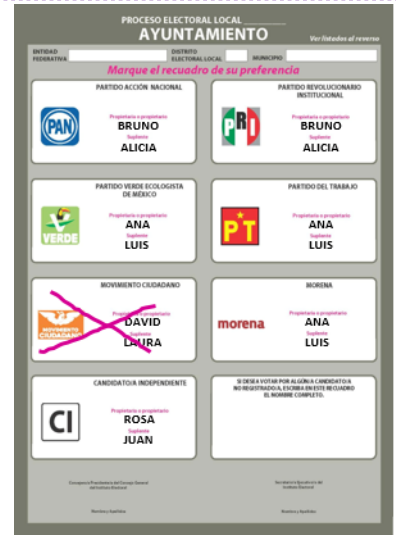 PROCESO ELECTORAL LOCAL
AYUNTAMIENTO
Ver listados al reverso
ENTIDAD FEDERATIVA
DISTRITO ELECTORAL LOCAL
MUNICIPIO
Marque el recuadro de su preferencia
PARTIDO ACCIÓN NACIONAL
PAN
Propietaria o propietario
BRUNO
Suplente
ALICIA
PARTIDO REVOLUCIONARIO
INSTITUCIONAL
PRI
Propietaria o propietario
BRUNO
Suplente
ALICIA
PARTIDO VERDE ECOLOGISTA
DE MÉXICO
VERDE
Propietaria o propietario
ANA
Suplente
LUIS
PARTIDO DEL TRABAJO
PT
Propietaria o propietario
ANA
Suplente
LUIS
MOVIMIENTO CIUDADANO
MOVIMIENTO
CIUDADANO
Propietaria o propietario
DAVID
Suplente
LAURA
MORENA
morena
Propietaria o propietario
ANA
Suplente
LUIS
CANDIDATO/A INDEPENDIENTE
CI
Propietaria o propietario
ROSA
Suplente
JUAN
SI DESEA VOTAR POR ALGÚN/A CANDIDATO/A
NO REGISTRADO/A, ESCRIBA EN ESTE RECUADRO
EL NOMBRE COMPLETO.
Nombre y Apellidos
Nombre y Apellidos